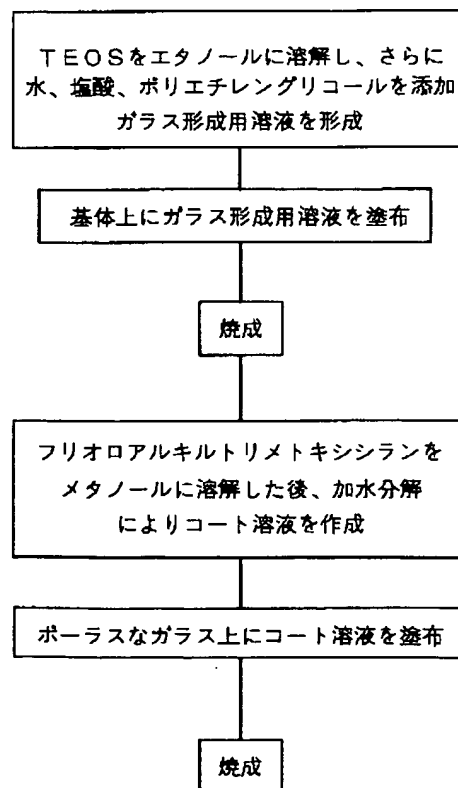 ＴＥＯＳをエタノールに溶解し、さらに
水、塩酸、ポリエチレングリコールを添加
ガラス形成用溶液を形成
基体上にガラス形成用溶液を塗布
焼成
フリオロアルキルトリメトキシシランを
メタノールに溶解した後、加水分解
によりコート溶液を作成
ポーラスなガラス上にコート溶液を塗布
焼成